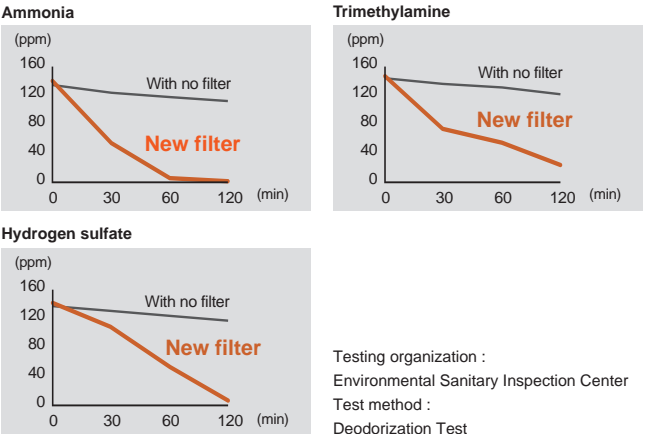 Ammonia
(ppm)
160
120
80
40
0
With no filter
New filter
0 30 60 120 (min)
Trimethylamine
(ppm)
160
120
80
40
0
With no filter
New filter
0 30 60 120 (min)
Hydrogen sulfate
(ppm)
160
120
80
40
0
With no filter
New filter
0 30 60 120 (min)
Testing organization :
Environmental Sanitary Inspection Center
Test method :
Deodorization Test